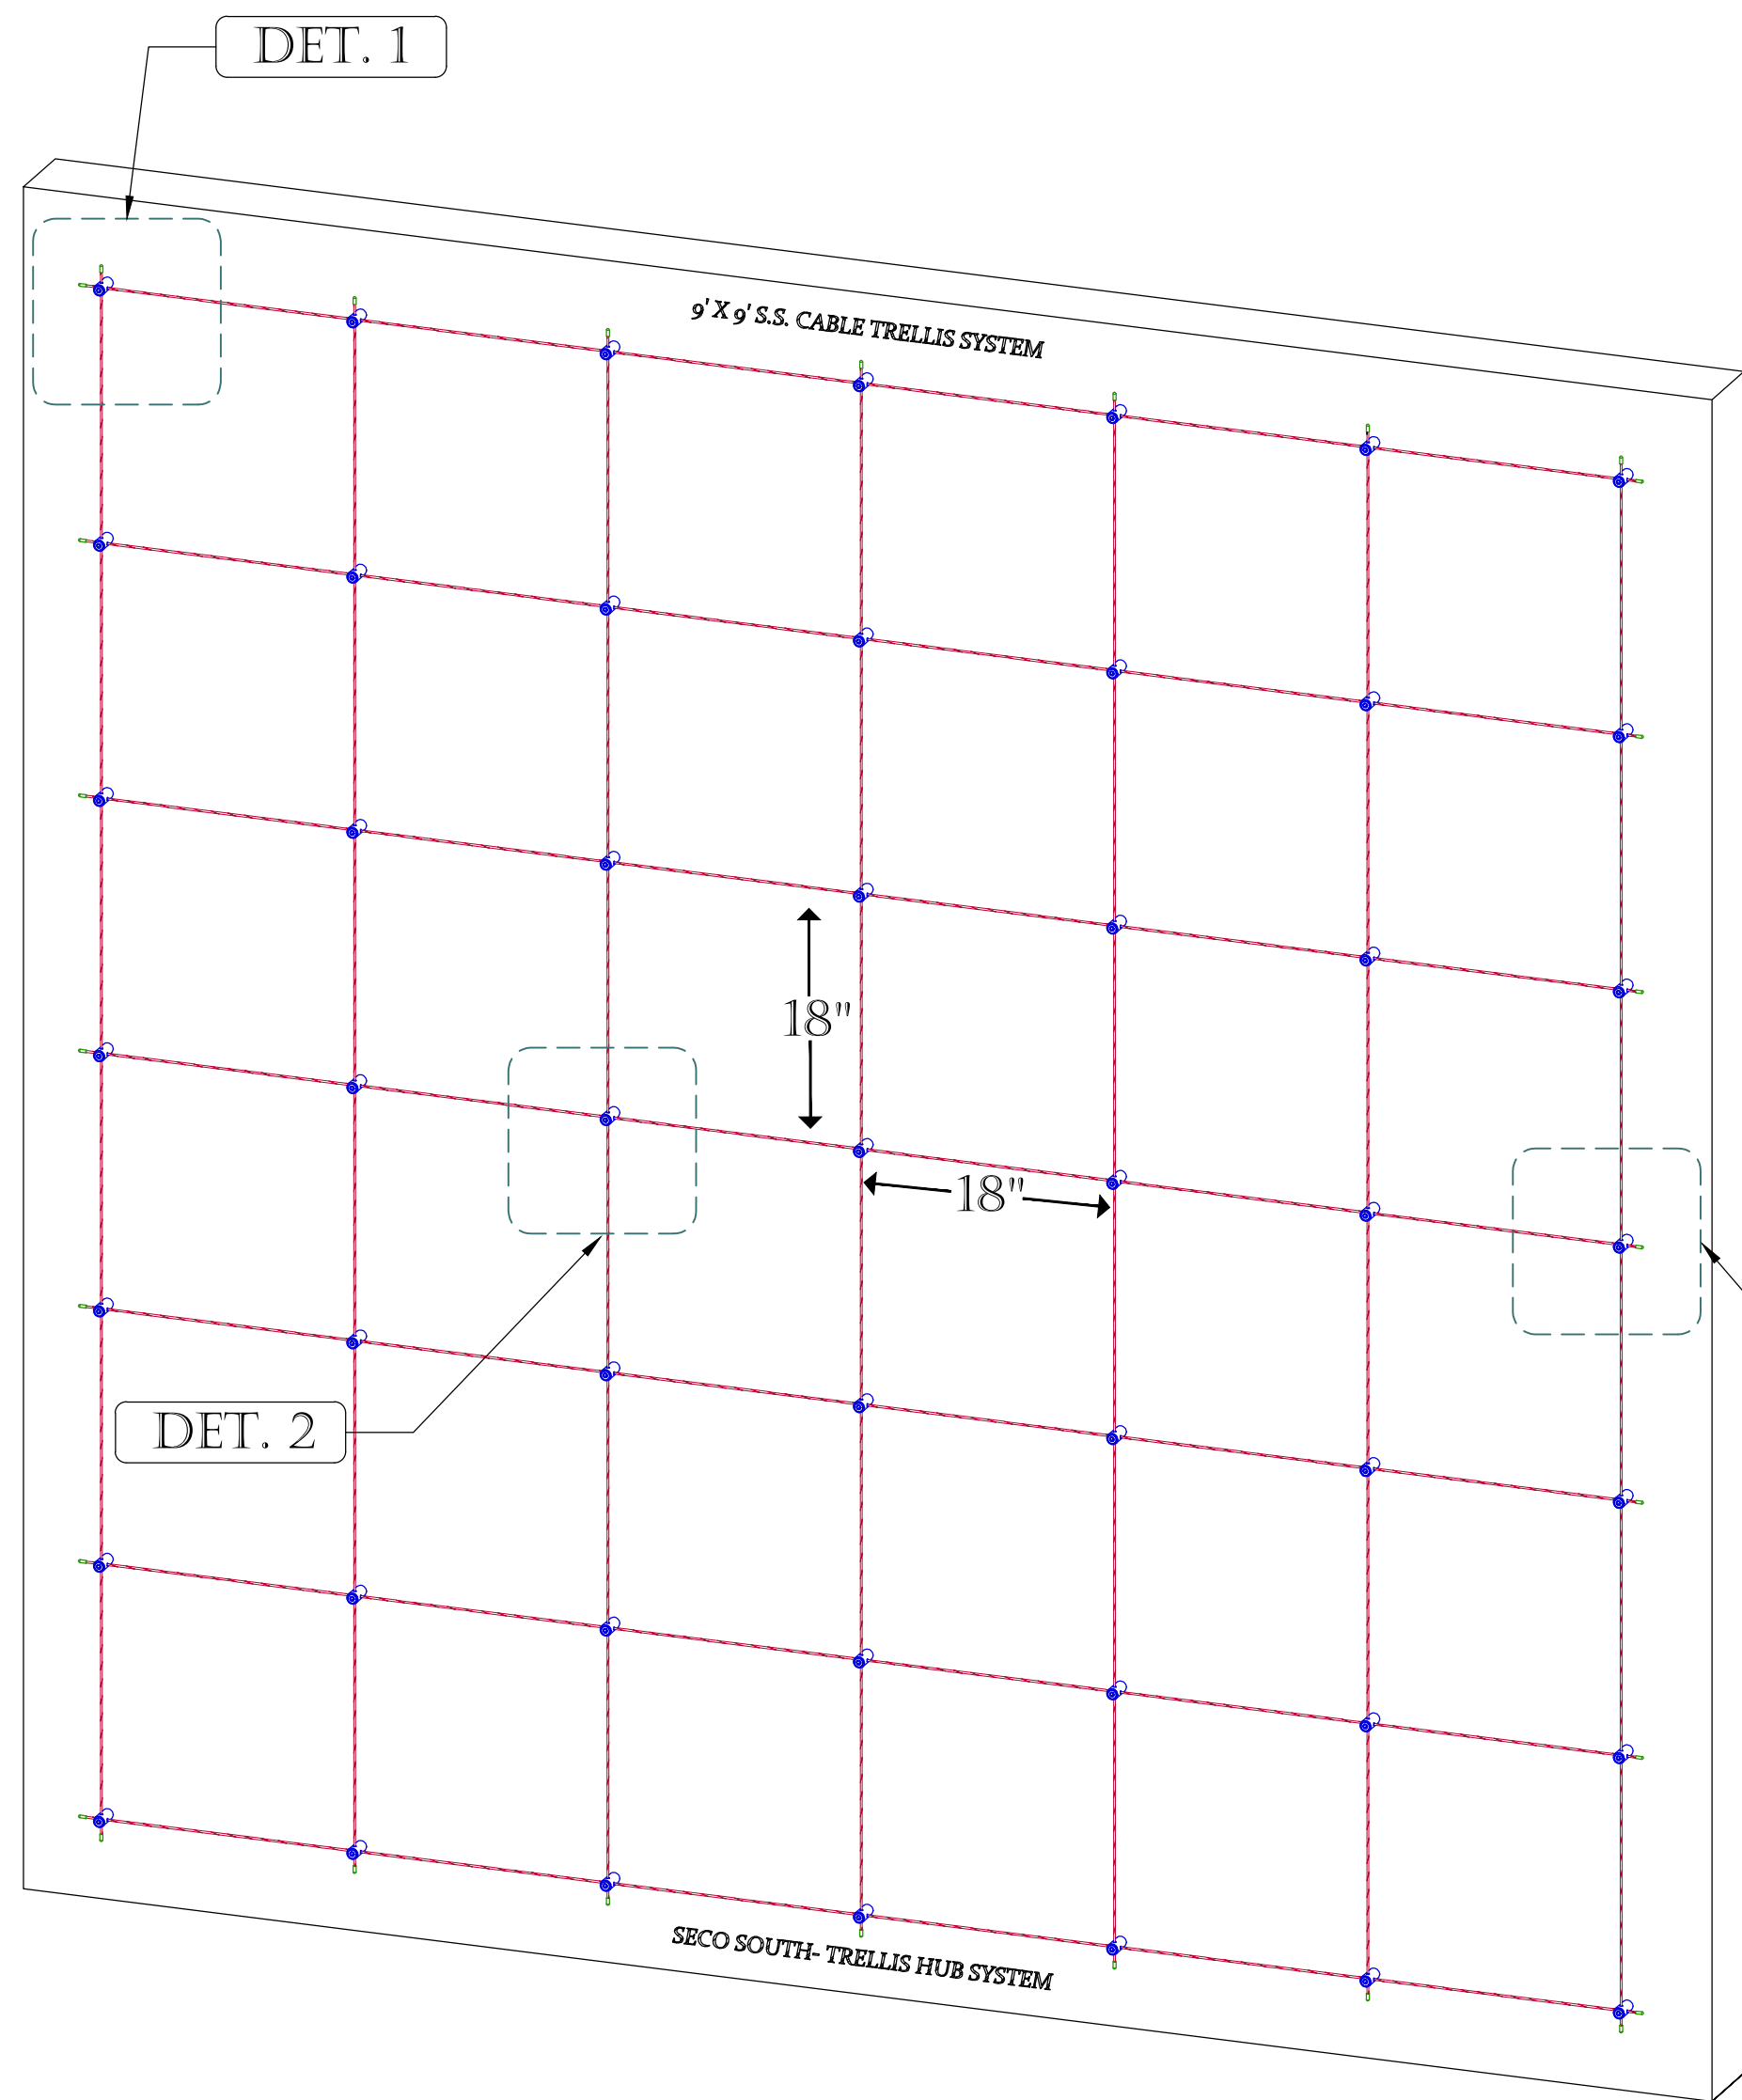 DET. 1
9' X 9' S.S. CABLE TRELLIS SYSTEM
18"
18"
DET. 2
SECO SOUTH- TRELLIS HUB SYSTEM